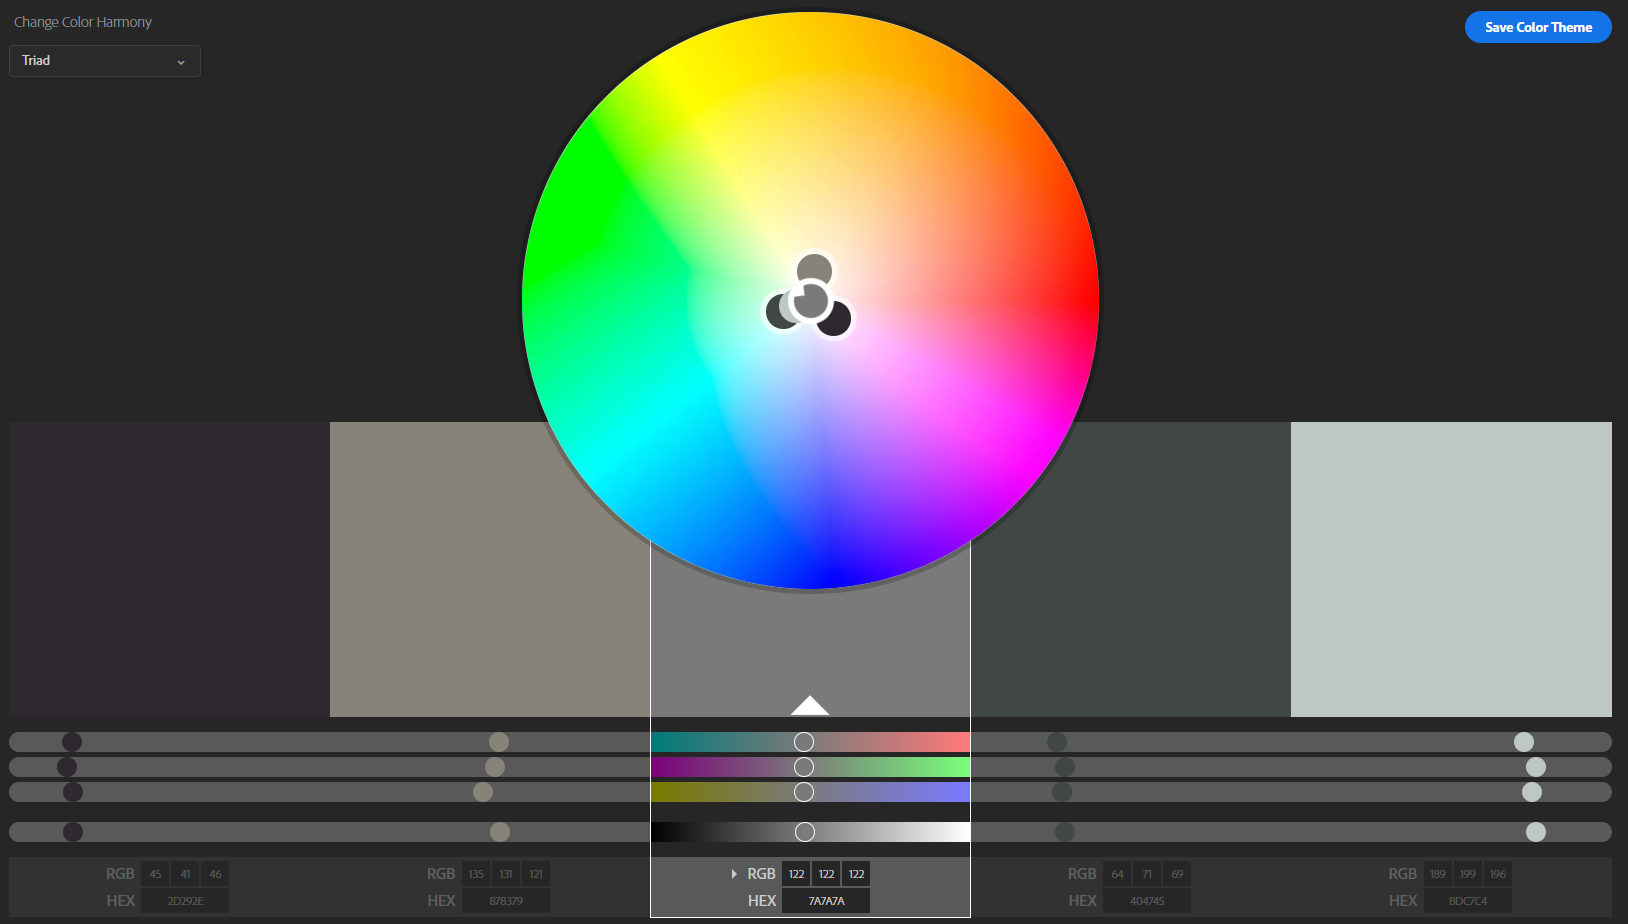 Change Color Harmony
Save Color Theme
Triad
RGB 45 41 46
HEX 2D292E
RGB 135 131 121
HEX 878379
RGB 122 122 122
HEX 7A7A7A
RGB 64 71 69
HEX 404745
RGB 189 199 196
HEX BDC7C4